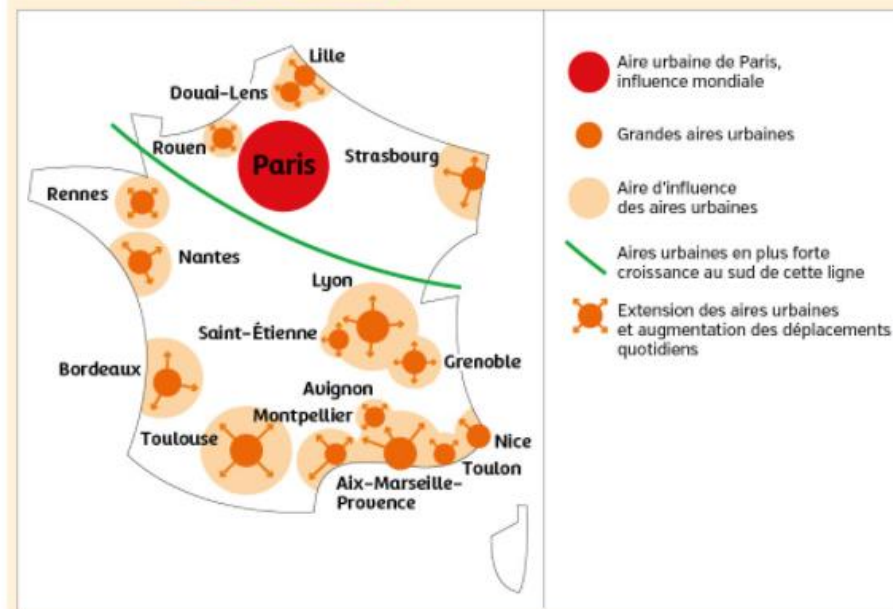 Lille
Douai-Lens
Rouen
Paris
Strasbourg
Rennes
Nantes
Lyon
Saint-Étienne
Grenoble
Bordeaux
Avignon
Montpellier
Toulouse
Nice
Toulon
Aix-Marseille-
Provence
Aire urbaine de Paris,
influence mondiale
Grandes aires urbaines
Aire d'influence
des aires urbaines
Aires urbaines en plus forte
croissance au sud de cette ligne
Extension des aires urbaines
et augmentation des déplacements
quotidiens